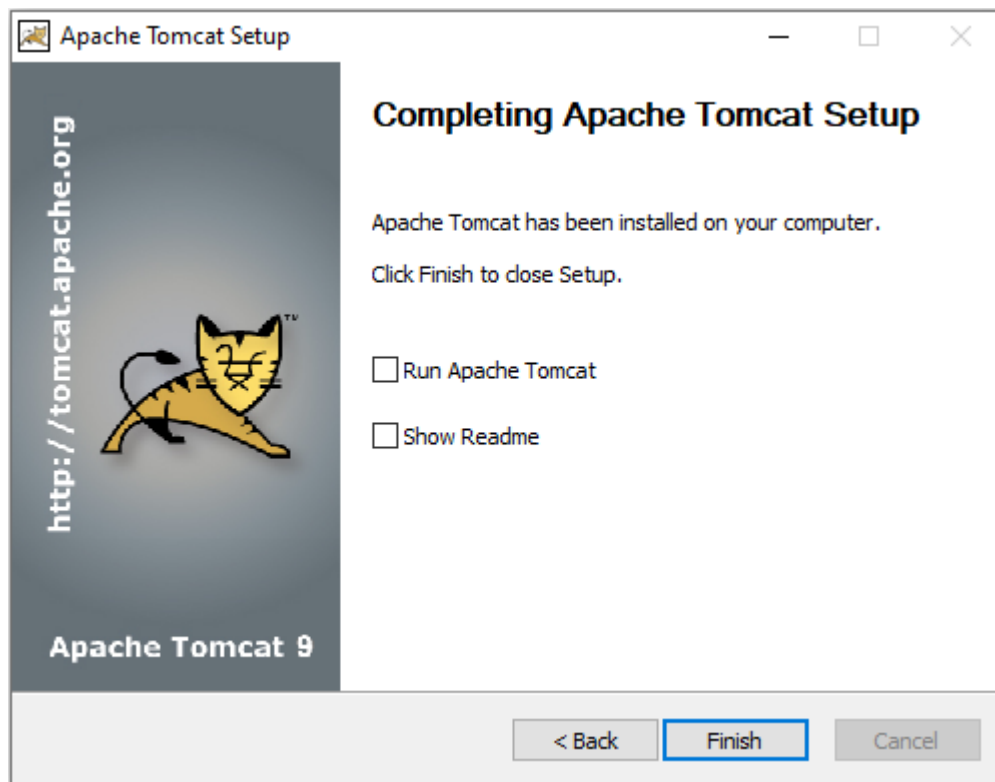 Apache Tomcat Setup
http://tomcat.apache.org
TM
Apache Tomcat 9
Completing Apache Tomcat Setup
Apache Tomcat has been installed on your computer.
Click Finish to close Setup.
Run Apache Tomcat
Show Readme
< Back
Finish
Cancel